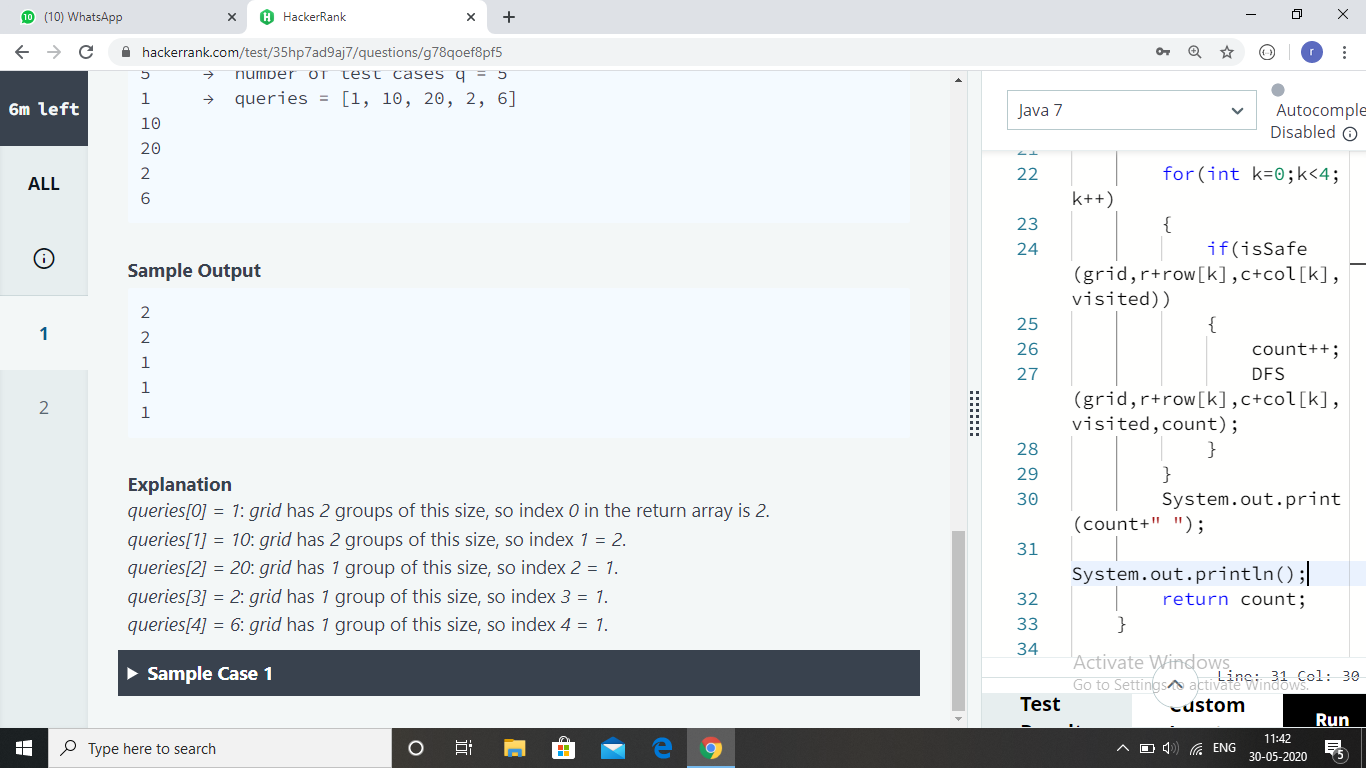 (10) WhatsApp
HackerRank
hackerrank.com/test/35hp7ad9aj7/questions/g78qoef8pf5
r
6m left
ALL
1
2
5 → number of test cases q = 5
1 → queries = [1, 10, 20, 2, 6]
10
20
2
6
Sample Output
2
2
1
1
1
Explanation
queries[0] = 1: grid has 2 groups of this size, so index 0 in the return array is 2.
queries[1] = 10: grid has 2 groups of this size, so index 1 = 2.
queries[2] = 20: grid has 1 group of this size, so index 2 = 1.
queries[3] = 2: grid has 1 group of this size, so index 3 = 1.
queries[4] = 6: grid has 1 group of this size, so index 4 = 1.
Sample Case 1
Java 7
Autocomple
Disabled
21
22 for(int k=0;k<4;
k++)
23 {
24 if(isSafe
(grid,r+row[k],c+col[k],
visited))
25 {
26 count++;
27 DFS
(grid,r+row[k],c+col[k],
visited,count);
28 }
29 }
30 System.out.print
(count+" ");
31
System.out.println();
32 return count;
33 }
34
Activate Windows
Go to Settings to activate Windows.
Line: 31 Col: 30
Test
Custom
Run
Type here to search
ENG
11:42
30-05-2020
5